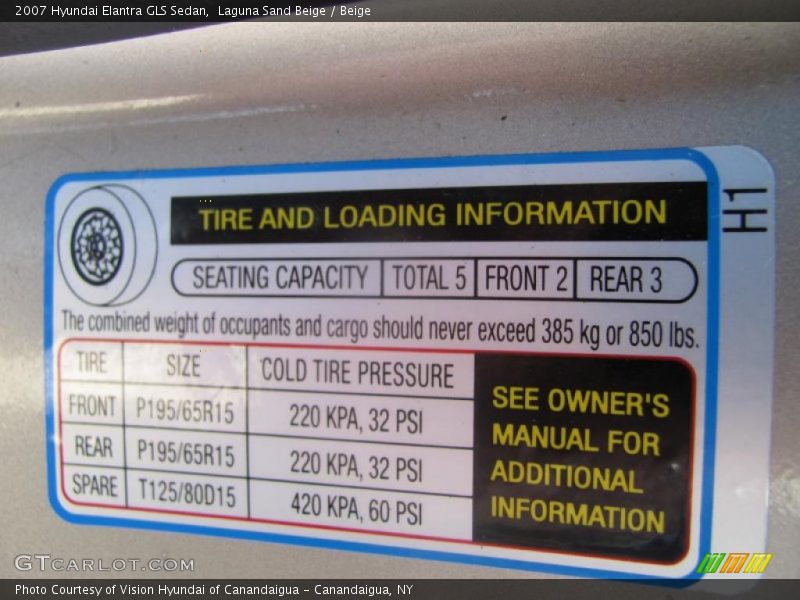 2007 Hyundai Elantra GLS Sedan, Laguna Sand Beige / Beige
TIRE AND LOADING INFORMATION
H1
SEATING CAPACITY TOTAL 5 FRONT 2 REAR 3
The combined weight of occupants and cargo should never exceed 385 kg or 850 lbs.
TIRE SIZE COLD TIRE PRESSURE
FRONT P195/65R15 220 KPA, 32 PSI
REAR P195/65R15 220 KPA, 32 PSI
SPARE T125/80D15 420 KPA, 60 PSI
SEE OWNER'S
MANUAL FOR
ADDITIONAL
INFORMATION
GTCARLOT.COM
Photo Courtesy of Vision Hyundai of Canandaigua – Canandaigua, NY